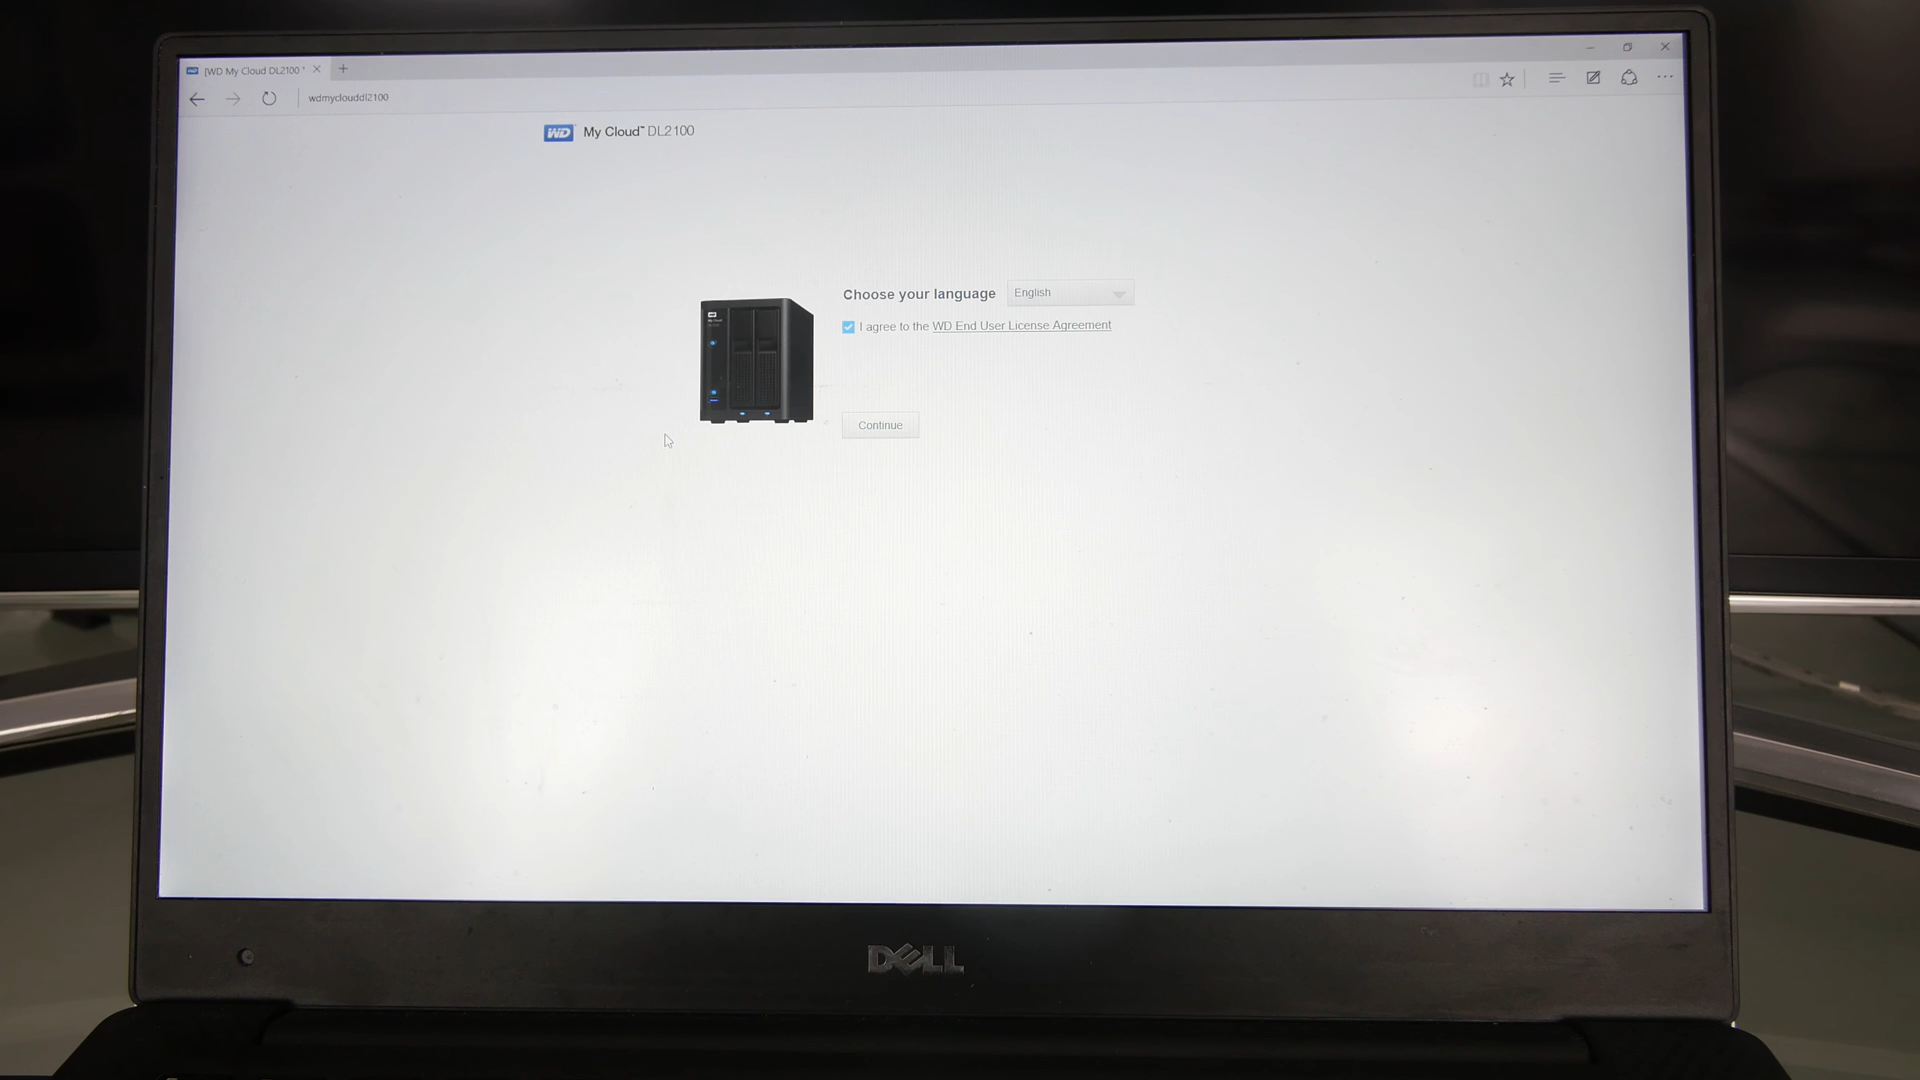 [WD My Cloud DL2100
wdmyclouddl2100
WD My Cloud™ DL2100
Choose your language English
I agree to the WD End User License Agreement
Continue
DELL